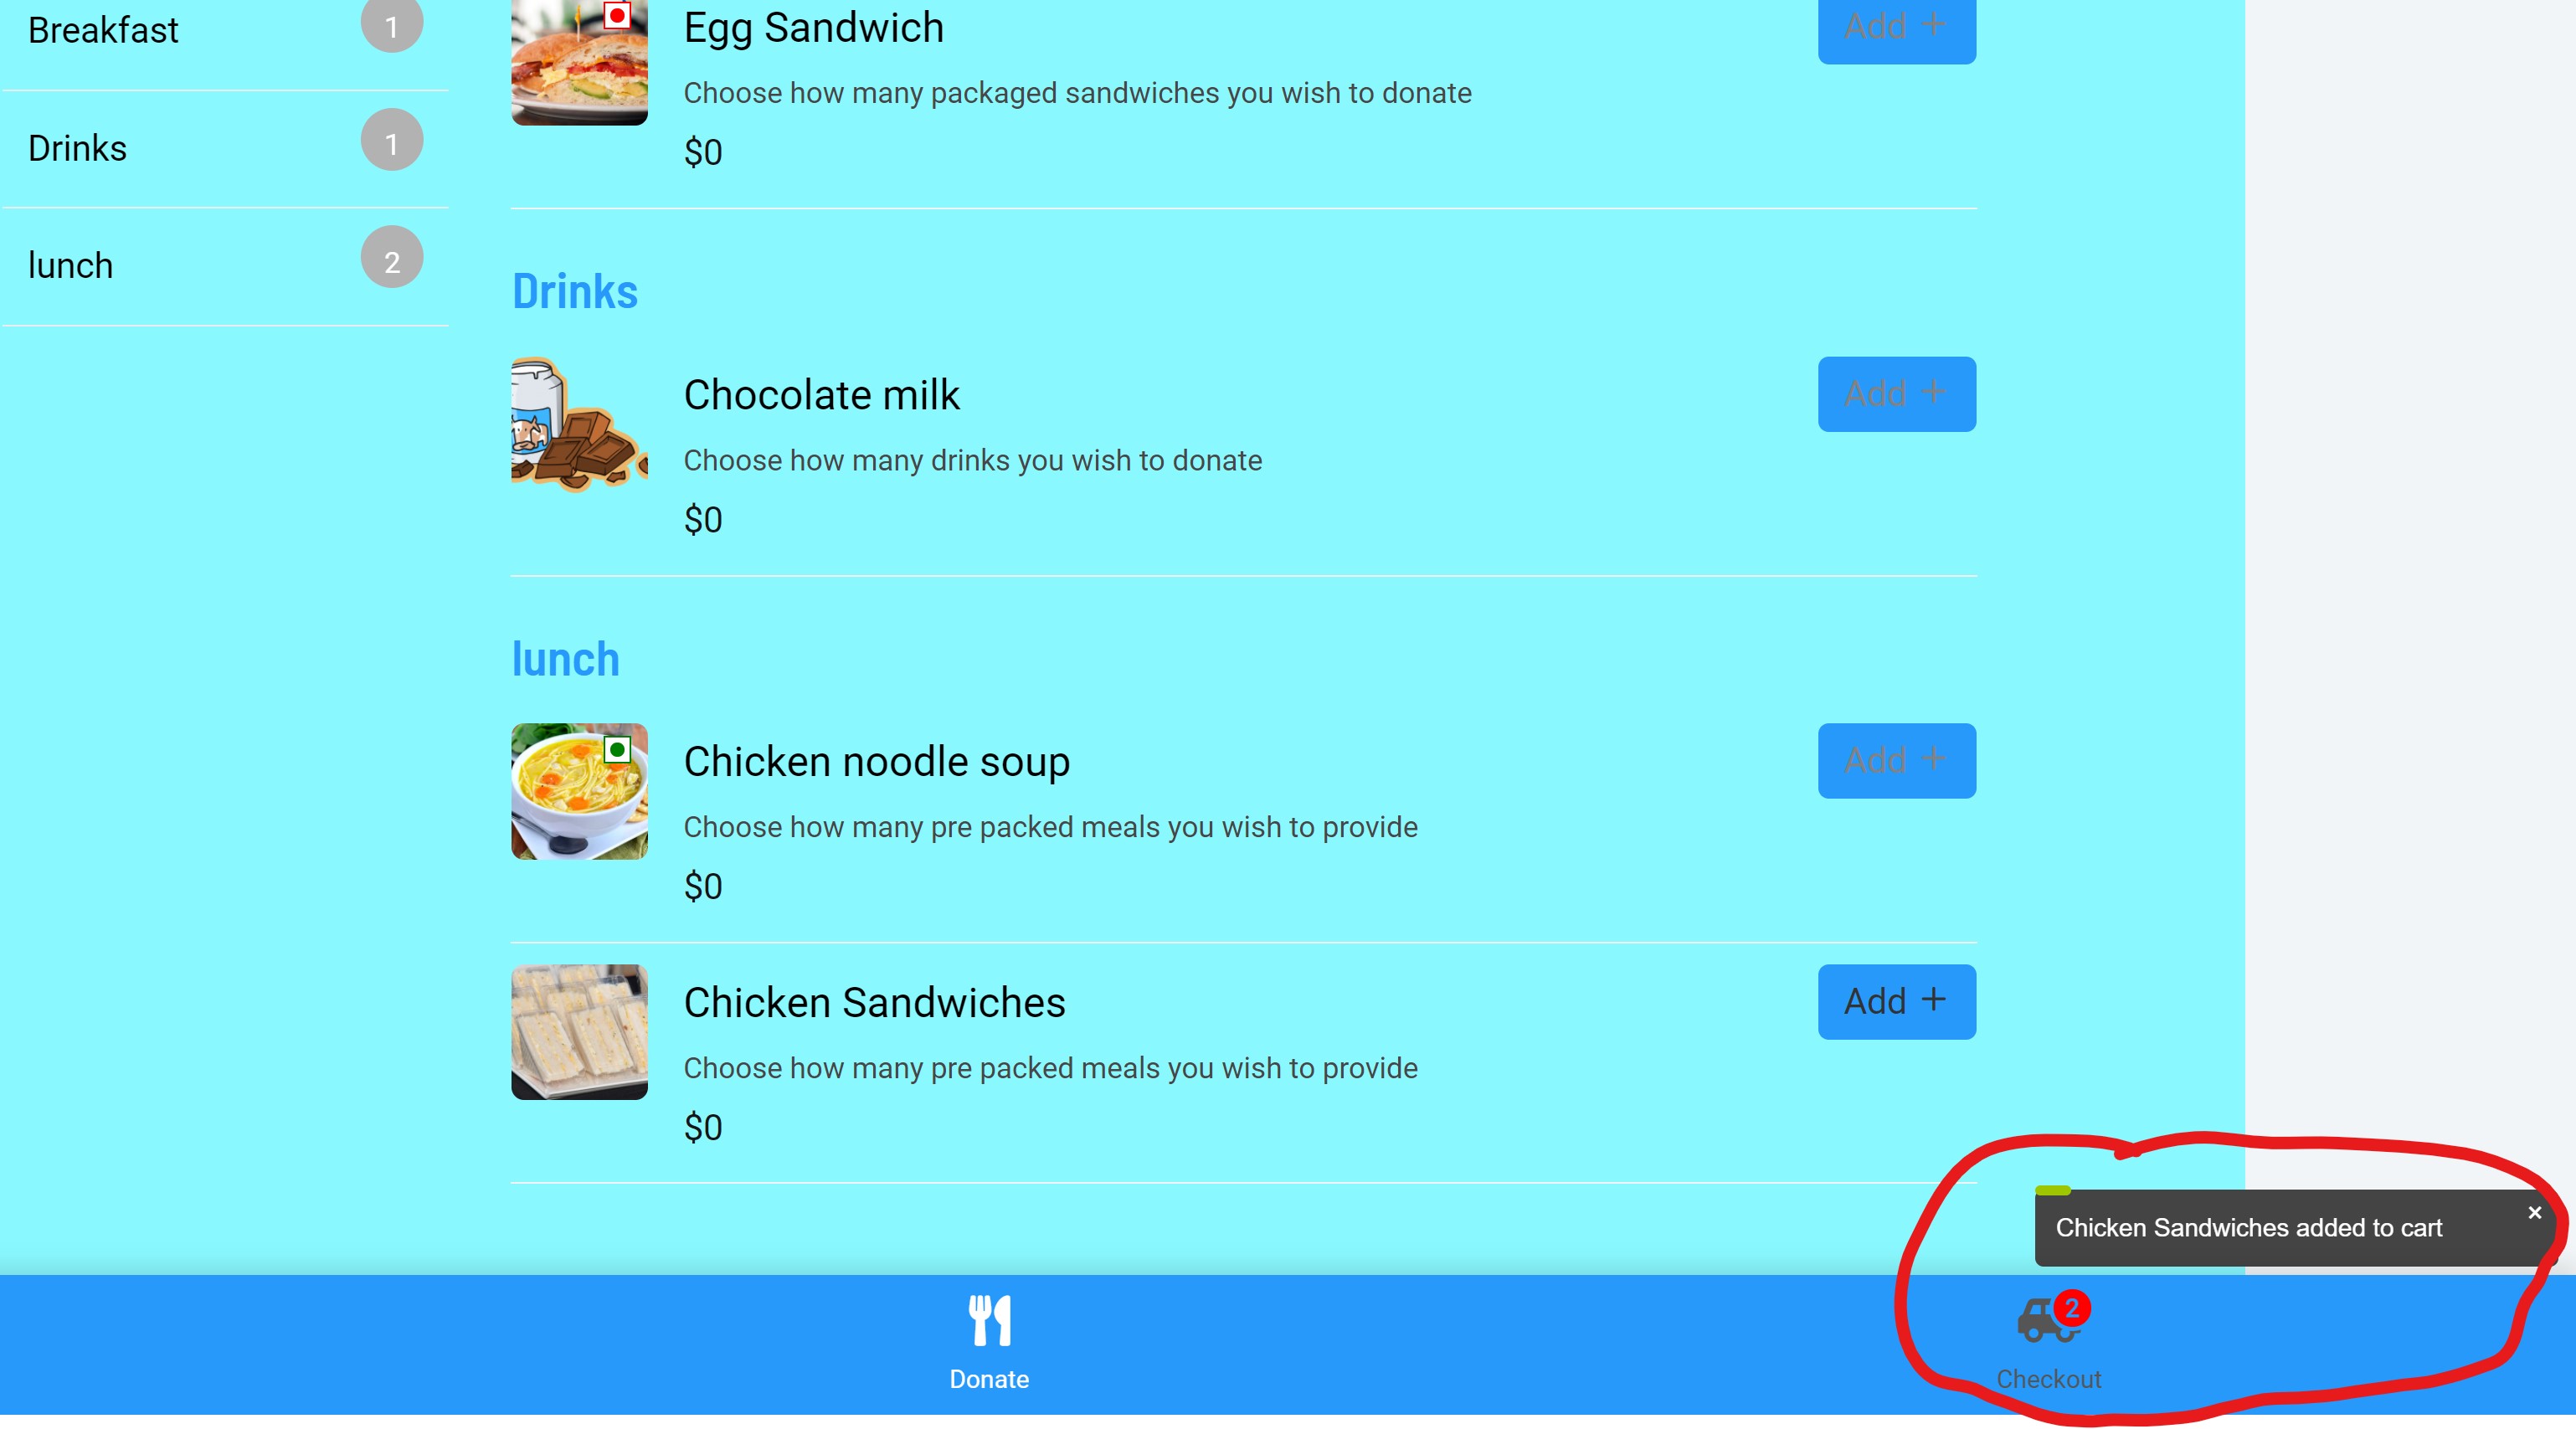 Breakfast 1
Egg Sandwich Add +
Choose how many packaged sandwiches you wish to donate
$0
Drinks 1
lunch 2
Drinks
Chocolate milk Add +
Choose how many drinks you wish to donate
$0
lunch
Chicken noodle soup Add +
Choose how many pre packed meals you wish to provide
$0
Chicken Sandwiches Add +
Choose how many pre packed meals you wish to provide
$0
Chicken Sandwiches added to cart ×
2
Donate
Checkout